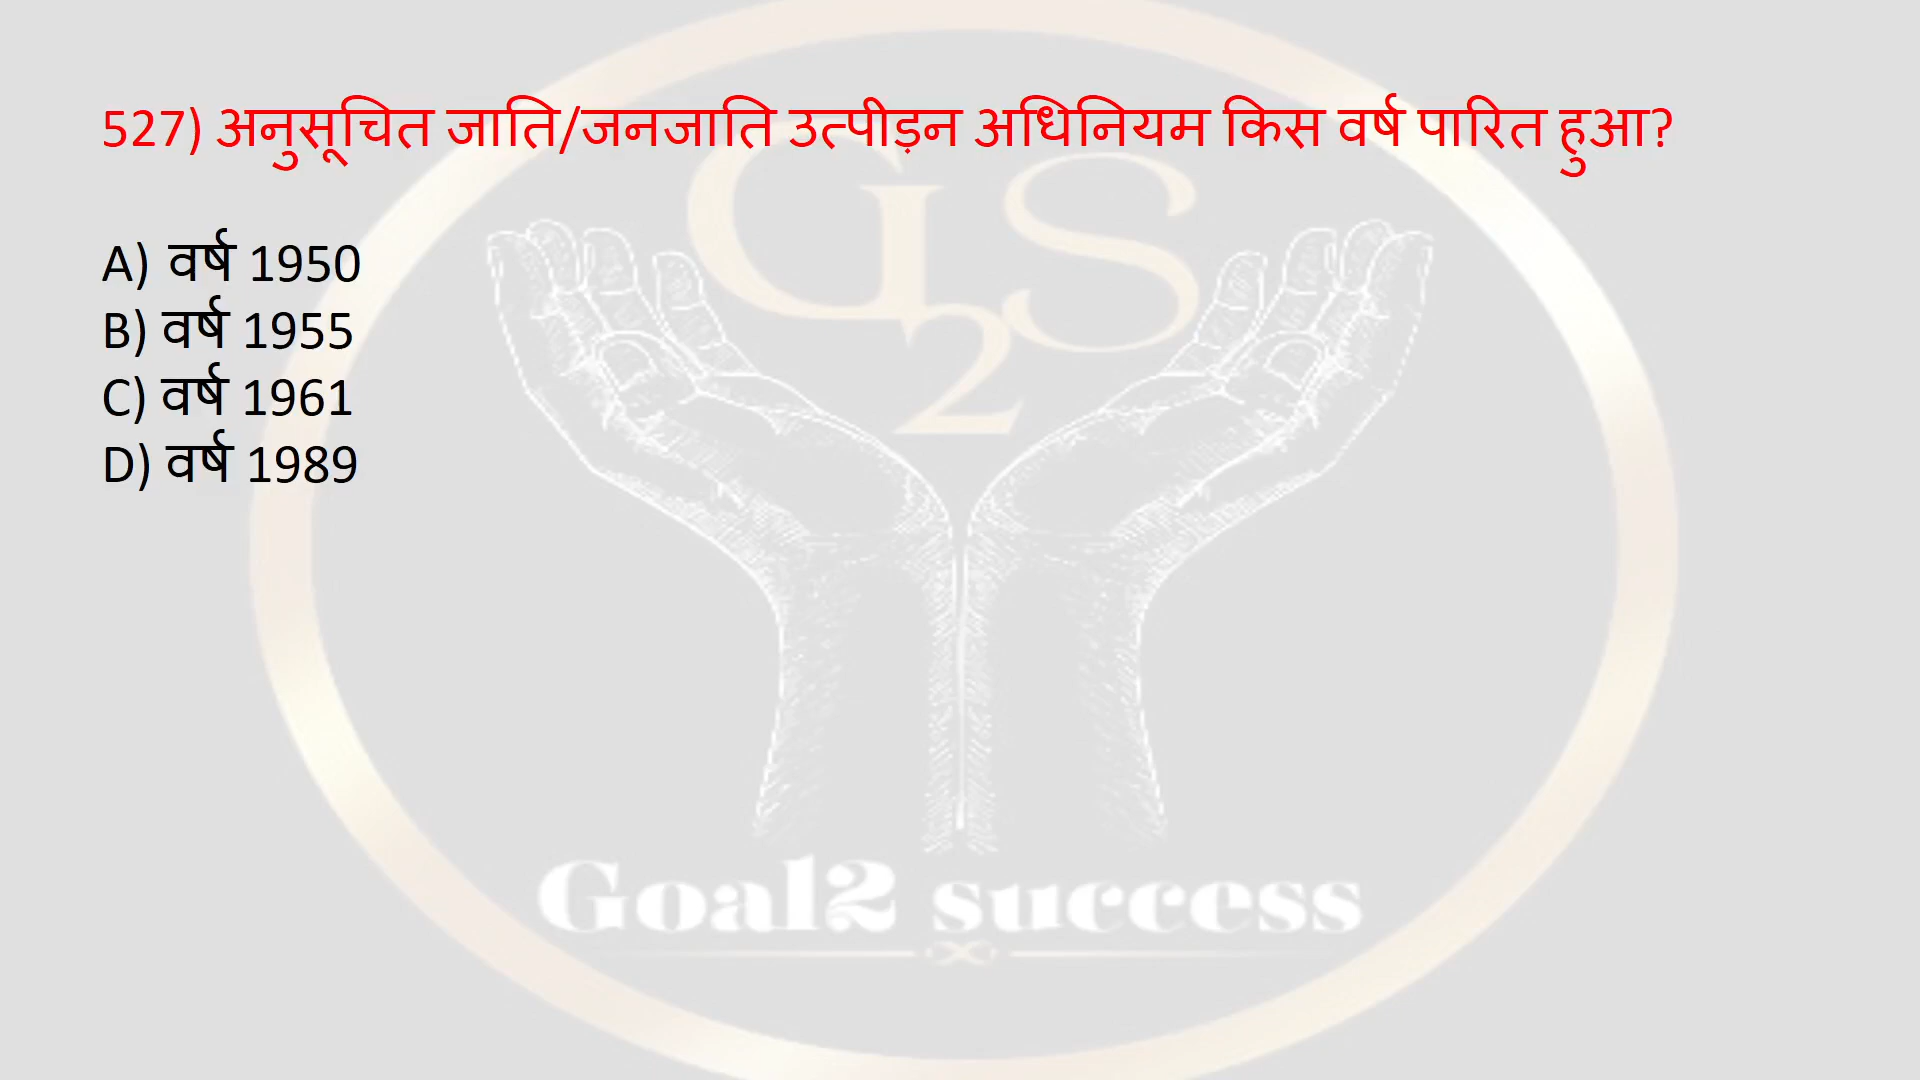 527) अनुसूचित जाति/जनजाति उत्पीड़न अधिनियम किस वर्ष पारित हुआ?
A) वर्ष 1950
B) वर्ष 1955
C) वर्ष 1961
D) वर्ष 1989
G2S
Goal2 success